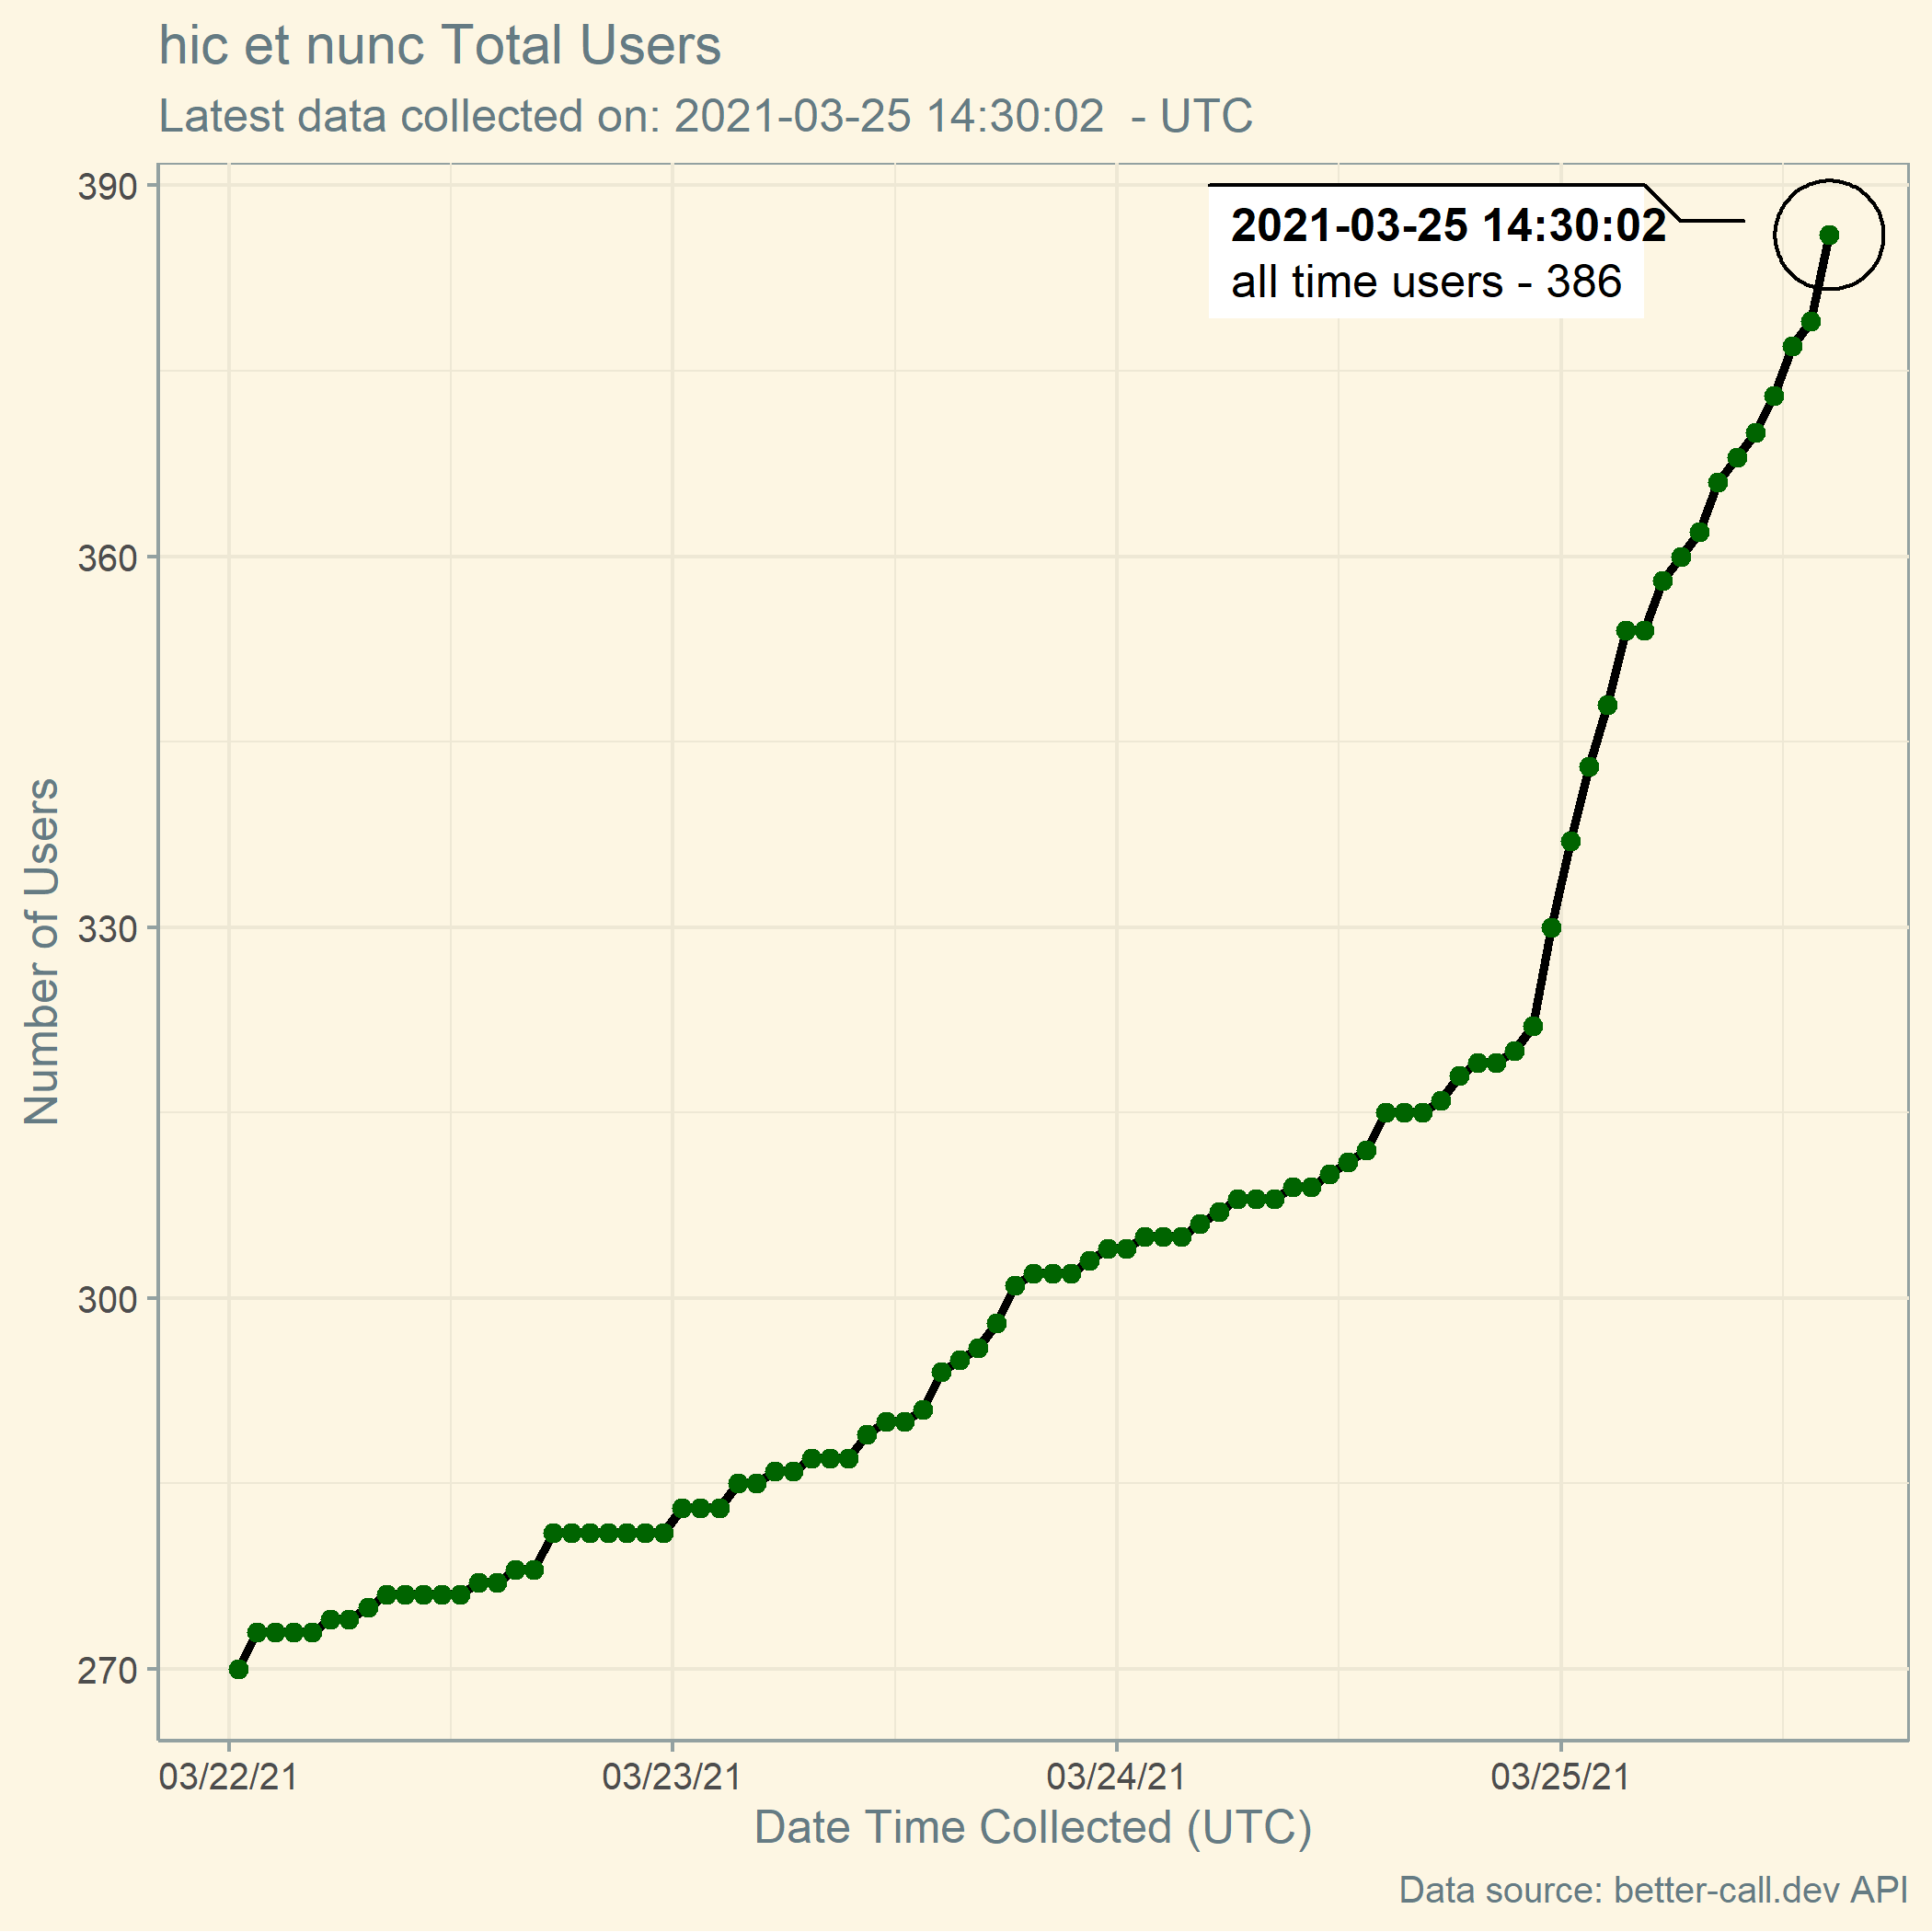 hic et nunc Total Users
Latest data collected on: 2021-03-25 14:30:02  - UTC
390
2021-03-25 14:30:02
all time users - 386
360
Number of Users
330
300
270
03/22/21
03/23/21
03/24/21
03/25/21
Date Time Collected (UTC)
Data source: better-call.dev API